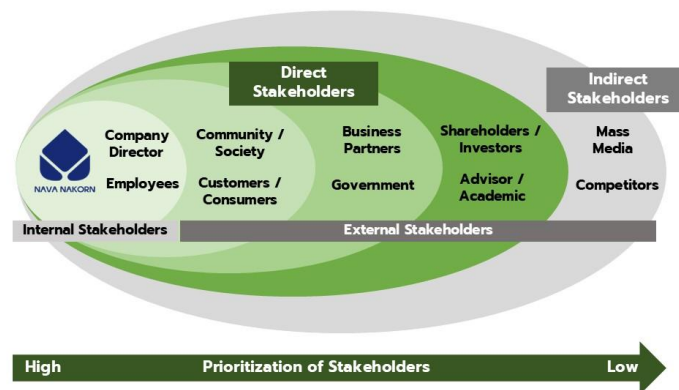 Direct
Stakeholders
Indirect
Stakeholders
NAVA NAKORN
Company
Director
Employees
Community /
Society
Customers /
Consumers
Business
Partners
Government
Shareholders /
Investors
Advisor /
Academic
Mass
Media
Competitors
Internal Stakeholders
External Stakeholders
High
Prioritization of Stakeholders
Low